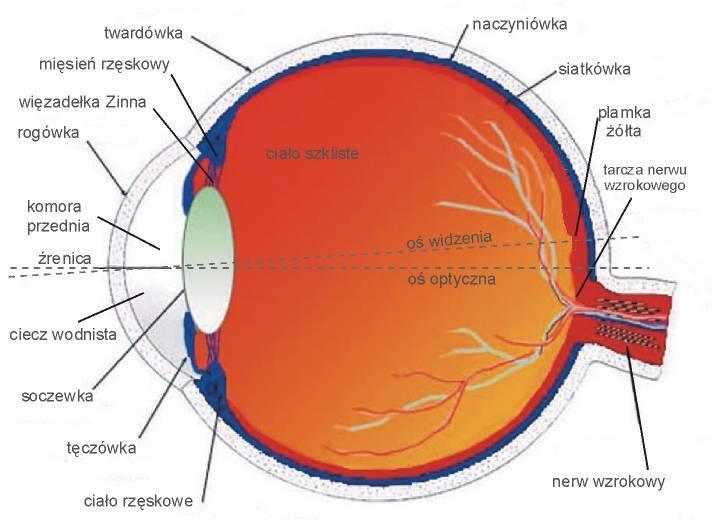 naczyniówka
twardówka
siatkówka
mięsień rzęskowy
więzadełka Zinna
plamka
żółta
rogówka
ciało szkliste
tarcza nerwu
wzrokowego
komora
przednia
oś widzenia
źrenica
oś optyczna
ciecz wodnista
soczewka
tęczówka
nerw wzrokowy
ciało rzęskowe